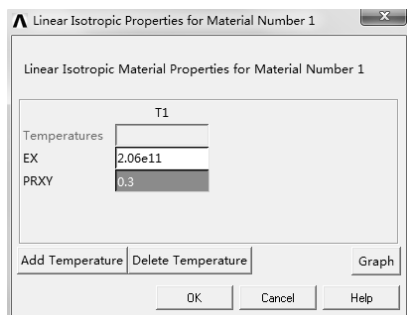 Linear Isotropic Properties for Material Number 1
Linear Isotropic Material Properties for Material Number 1
T1
Temperatures
EX 2.06e11
PRXY 0.3
Add Temperature Delete Temperature Graph
OK Cancel Help